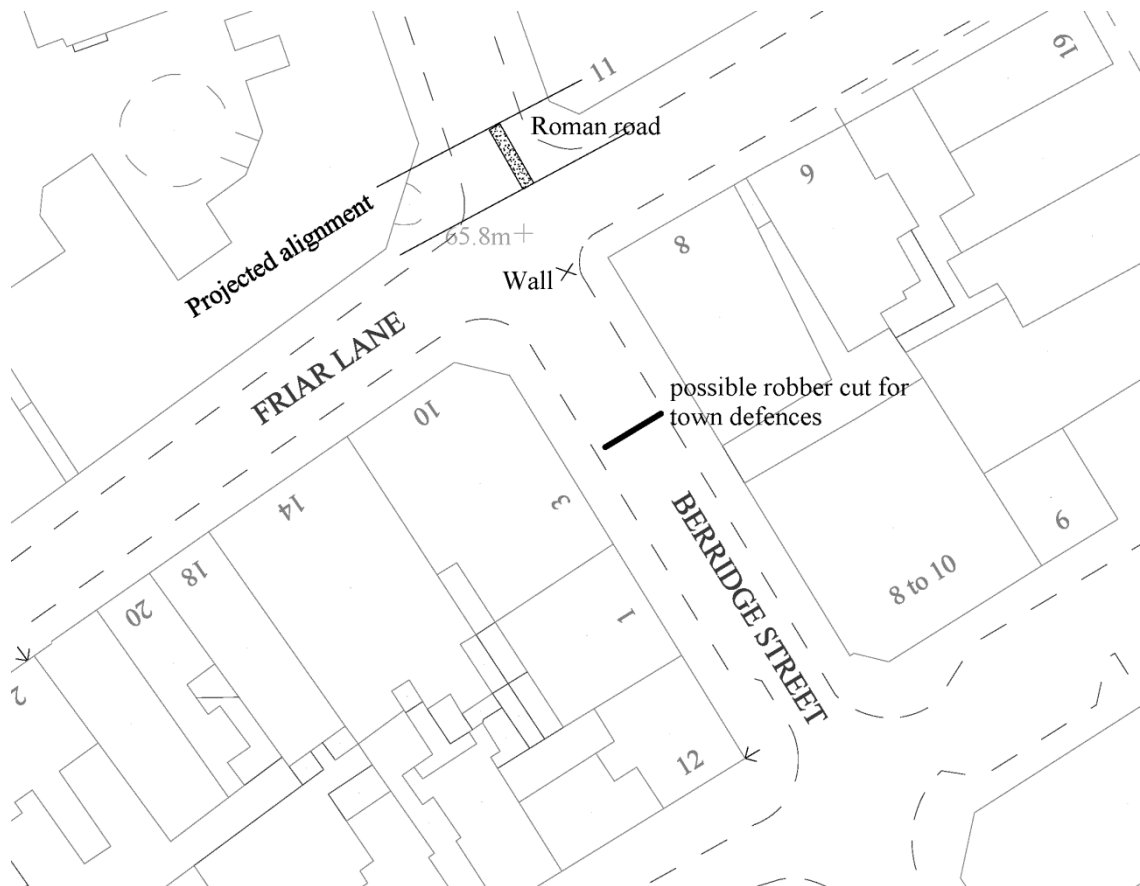 11
19
Roman road
9
Projected alignment
65.8m+
8
Wall
FRIAR LANE
possible robber cut for
town defences
10
3
14
BERRIDGE STREET
18
6
8 to 10
20
1
2
12